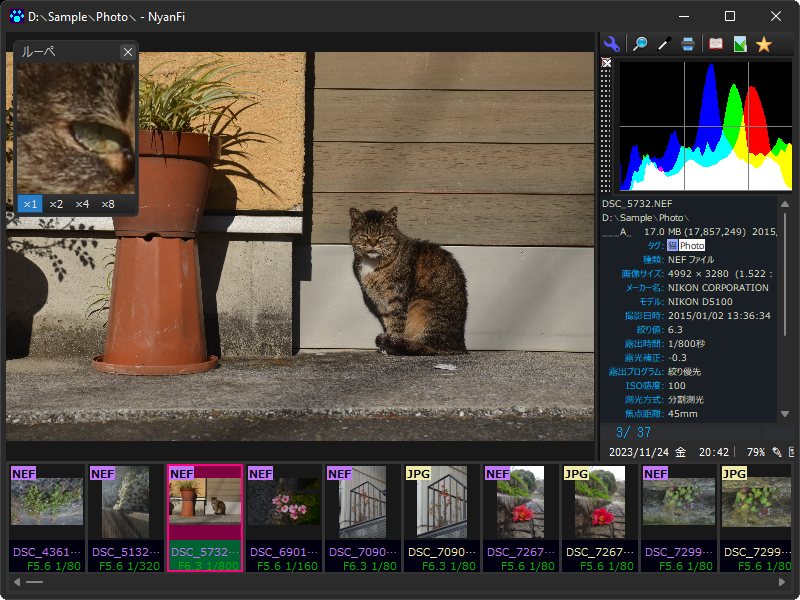 D:\Sample\Photo\ - NyanFi
ルーペ
×1 ×2 ×4 ×8
DSC_5732.NEF
D:\Sample\Photo\
___A_ 17.0 MB (17,857,249) 2015/
タグ: 猫 Photo
種類: NEF ファイル
画像サイズ: 4992 × 3280 (1.522 :
メーカー名: NIKON CORPORATION
モデル: NIKON D5100
撮影日時: 2015/01/02 13:36:34
絞り値: 6.3
露出時間: 1/800秒
露光補正: -0.3
露出プログラム: 絞り優先
ISO感度: 100
測光方式: 分割測光
焦点距離: 45mm
3/ 37
2023/11/24 金 20:42 79%
NEF NEF NEF NEF NEF JPG NEF JPG NEF JPG
DSC_4361… DSC_5132… DSC_5732… DSC_6901… DSC_7090… DSC_7090… DSC_7267… DSC_7267… DSC_7299… DSC_7299…
F5.6 1/80 F5.6 1/320 F6.3 1/800 F5.6 1/160 F6.3 1/80 F6.3 1/80 F5.6 1/80 F5.6 1/80 F5.6 1/80 F5.6 1/80